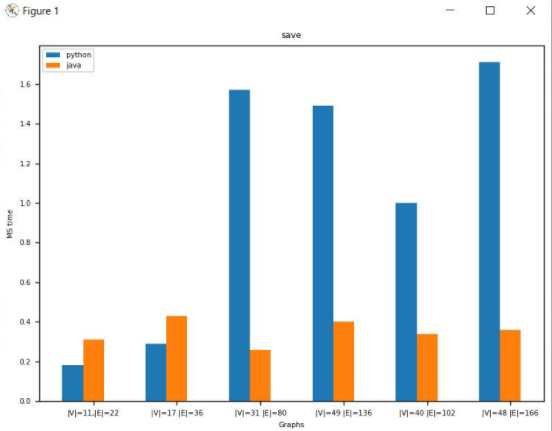 Figure 1
save
python
java
1.6
1.4
1.2
1.0
0.8
0.6
0.4
0.2
0.0
MS time
|V|=11,|E|=22
|V|=17 |E|=36
|V|=31 |E|=80
|V|=49 |E|=136
|V|=40 |E|=102
|V|=48 |E|=166
Graphs